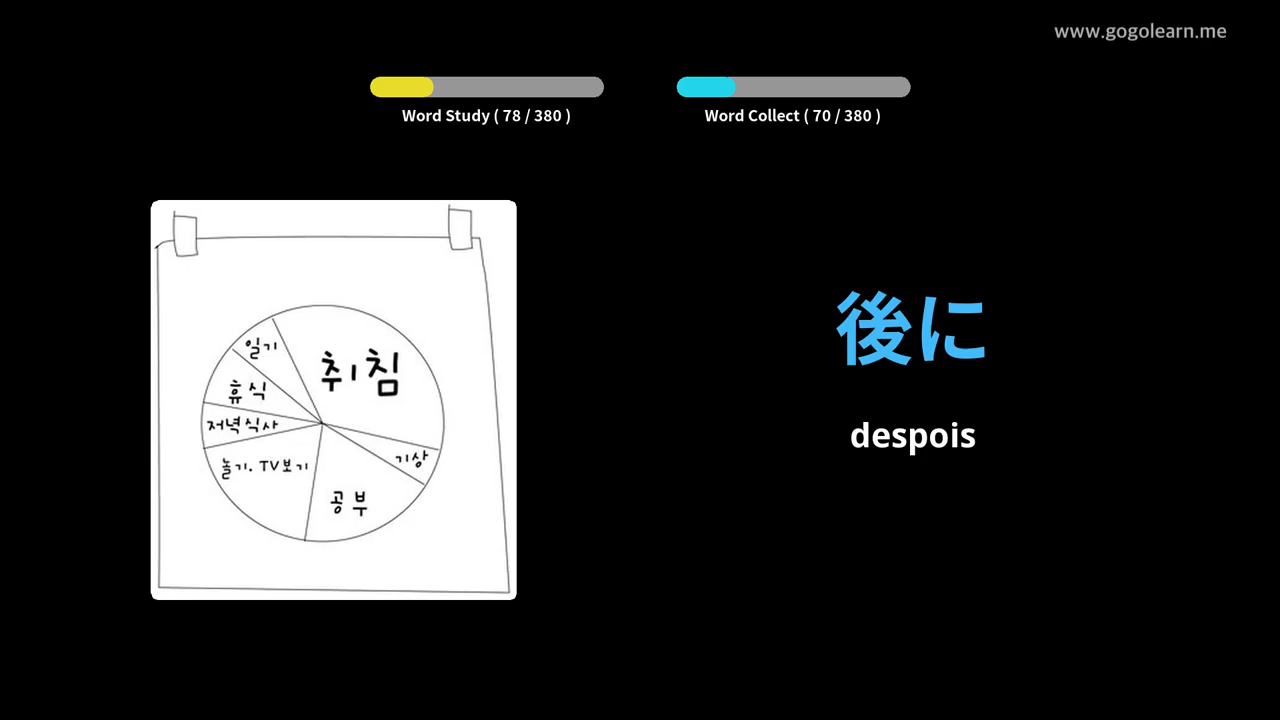 www.gogolearn.me
Word Study ( 78 / 380 )
Word Collect ( 70 / 380 )
일기
취침
휴식
저녁식사
놀기. TV보기
기상
공부
後に
despois